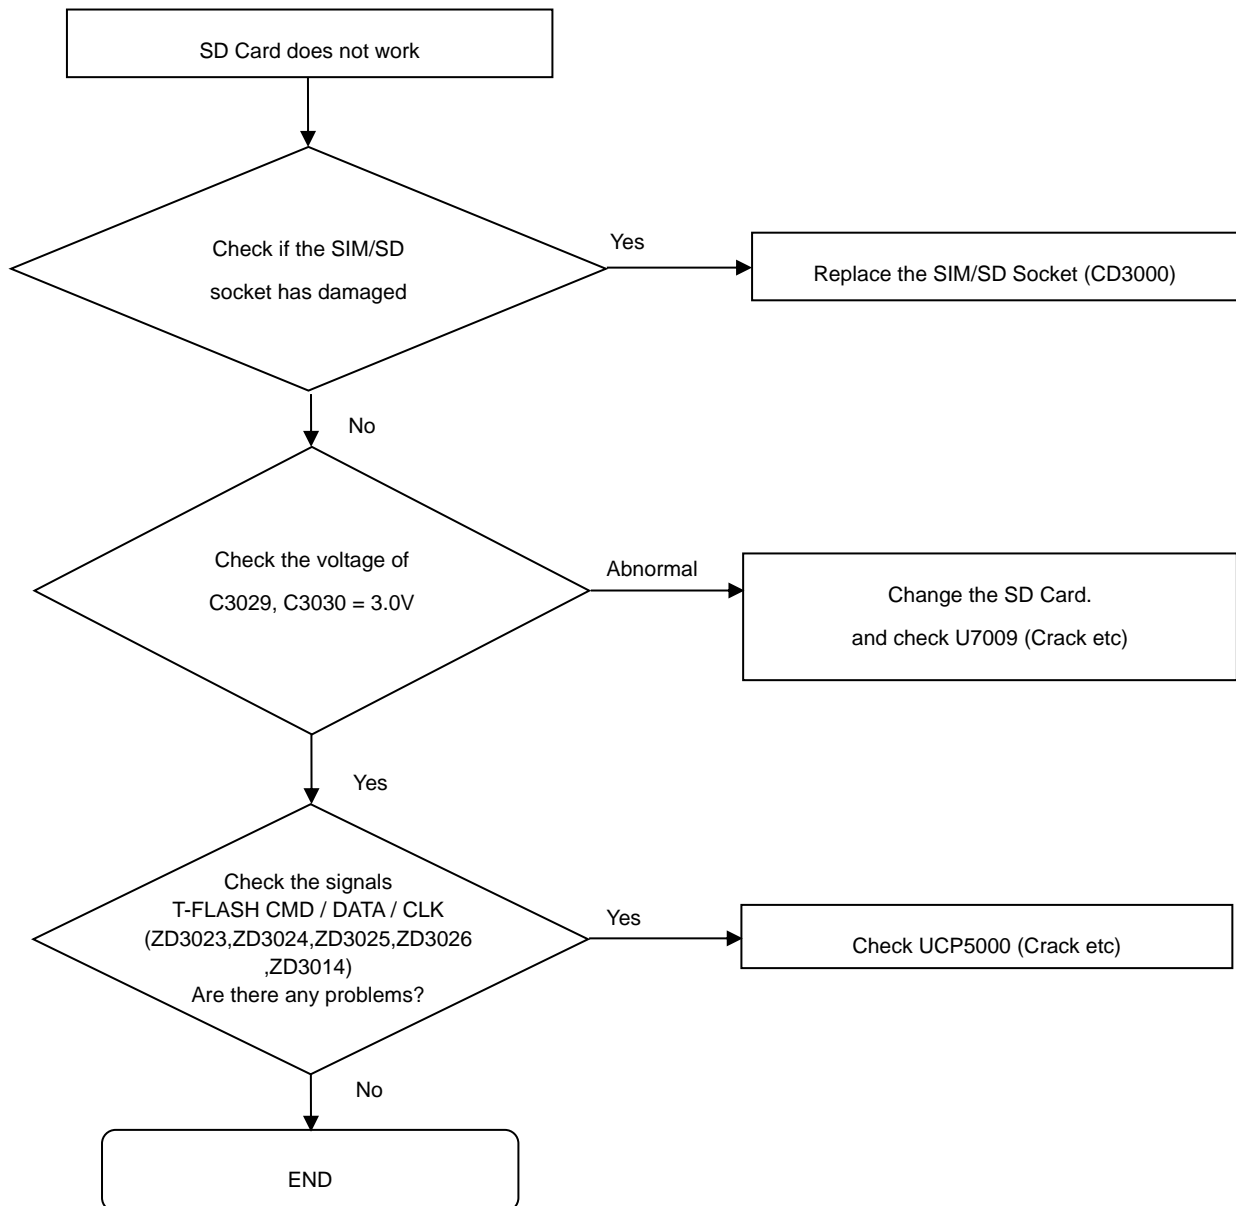 SD Card does not work
Check if the SIM/SD
socket has damaged
Yes
Replace the SIM/SD Socket (CD3000)
No
Check the voltage of
C3029, C3030 = 3.0V
Abnormal
Change the SD Card.
and check U7009 (Crack etc)
Yes
Check the signals
T-FLASH CMD / DATA / CLK
(ZD3023,ZD3024,ZD3025,ZD3026
,ZD3014)
Are there any problems?
Yes
Check UCP5000 (Crack etc)
No
END